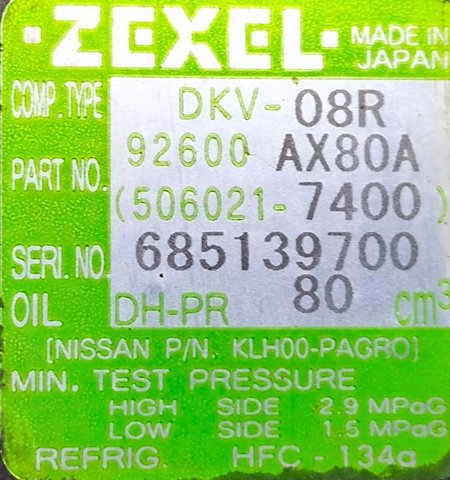 ·ZEXEL· MADE IN JAPAN
COMP. TYPE DKV-08R
PART NO. 92600 AX80A
(506021-7400)
SERI. NO. 685139700
OIL DH-PR 80 cm³
[NISSAN P/N. KLH00-PAGRO]
MIN. TEST PRESSURE
HIGH SIDE 2.9 MPaG
LOW SIDE 1.5 MPaG
REFRIG. HFC - 134a